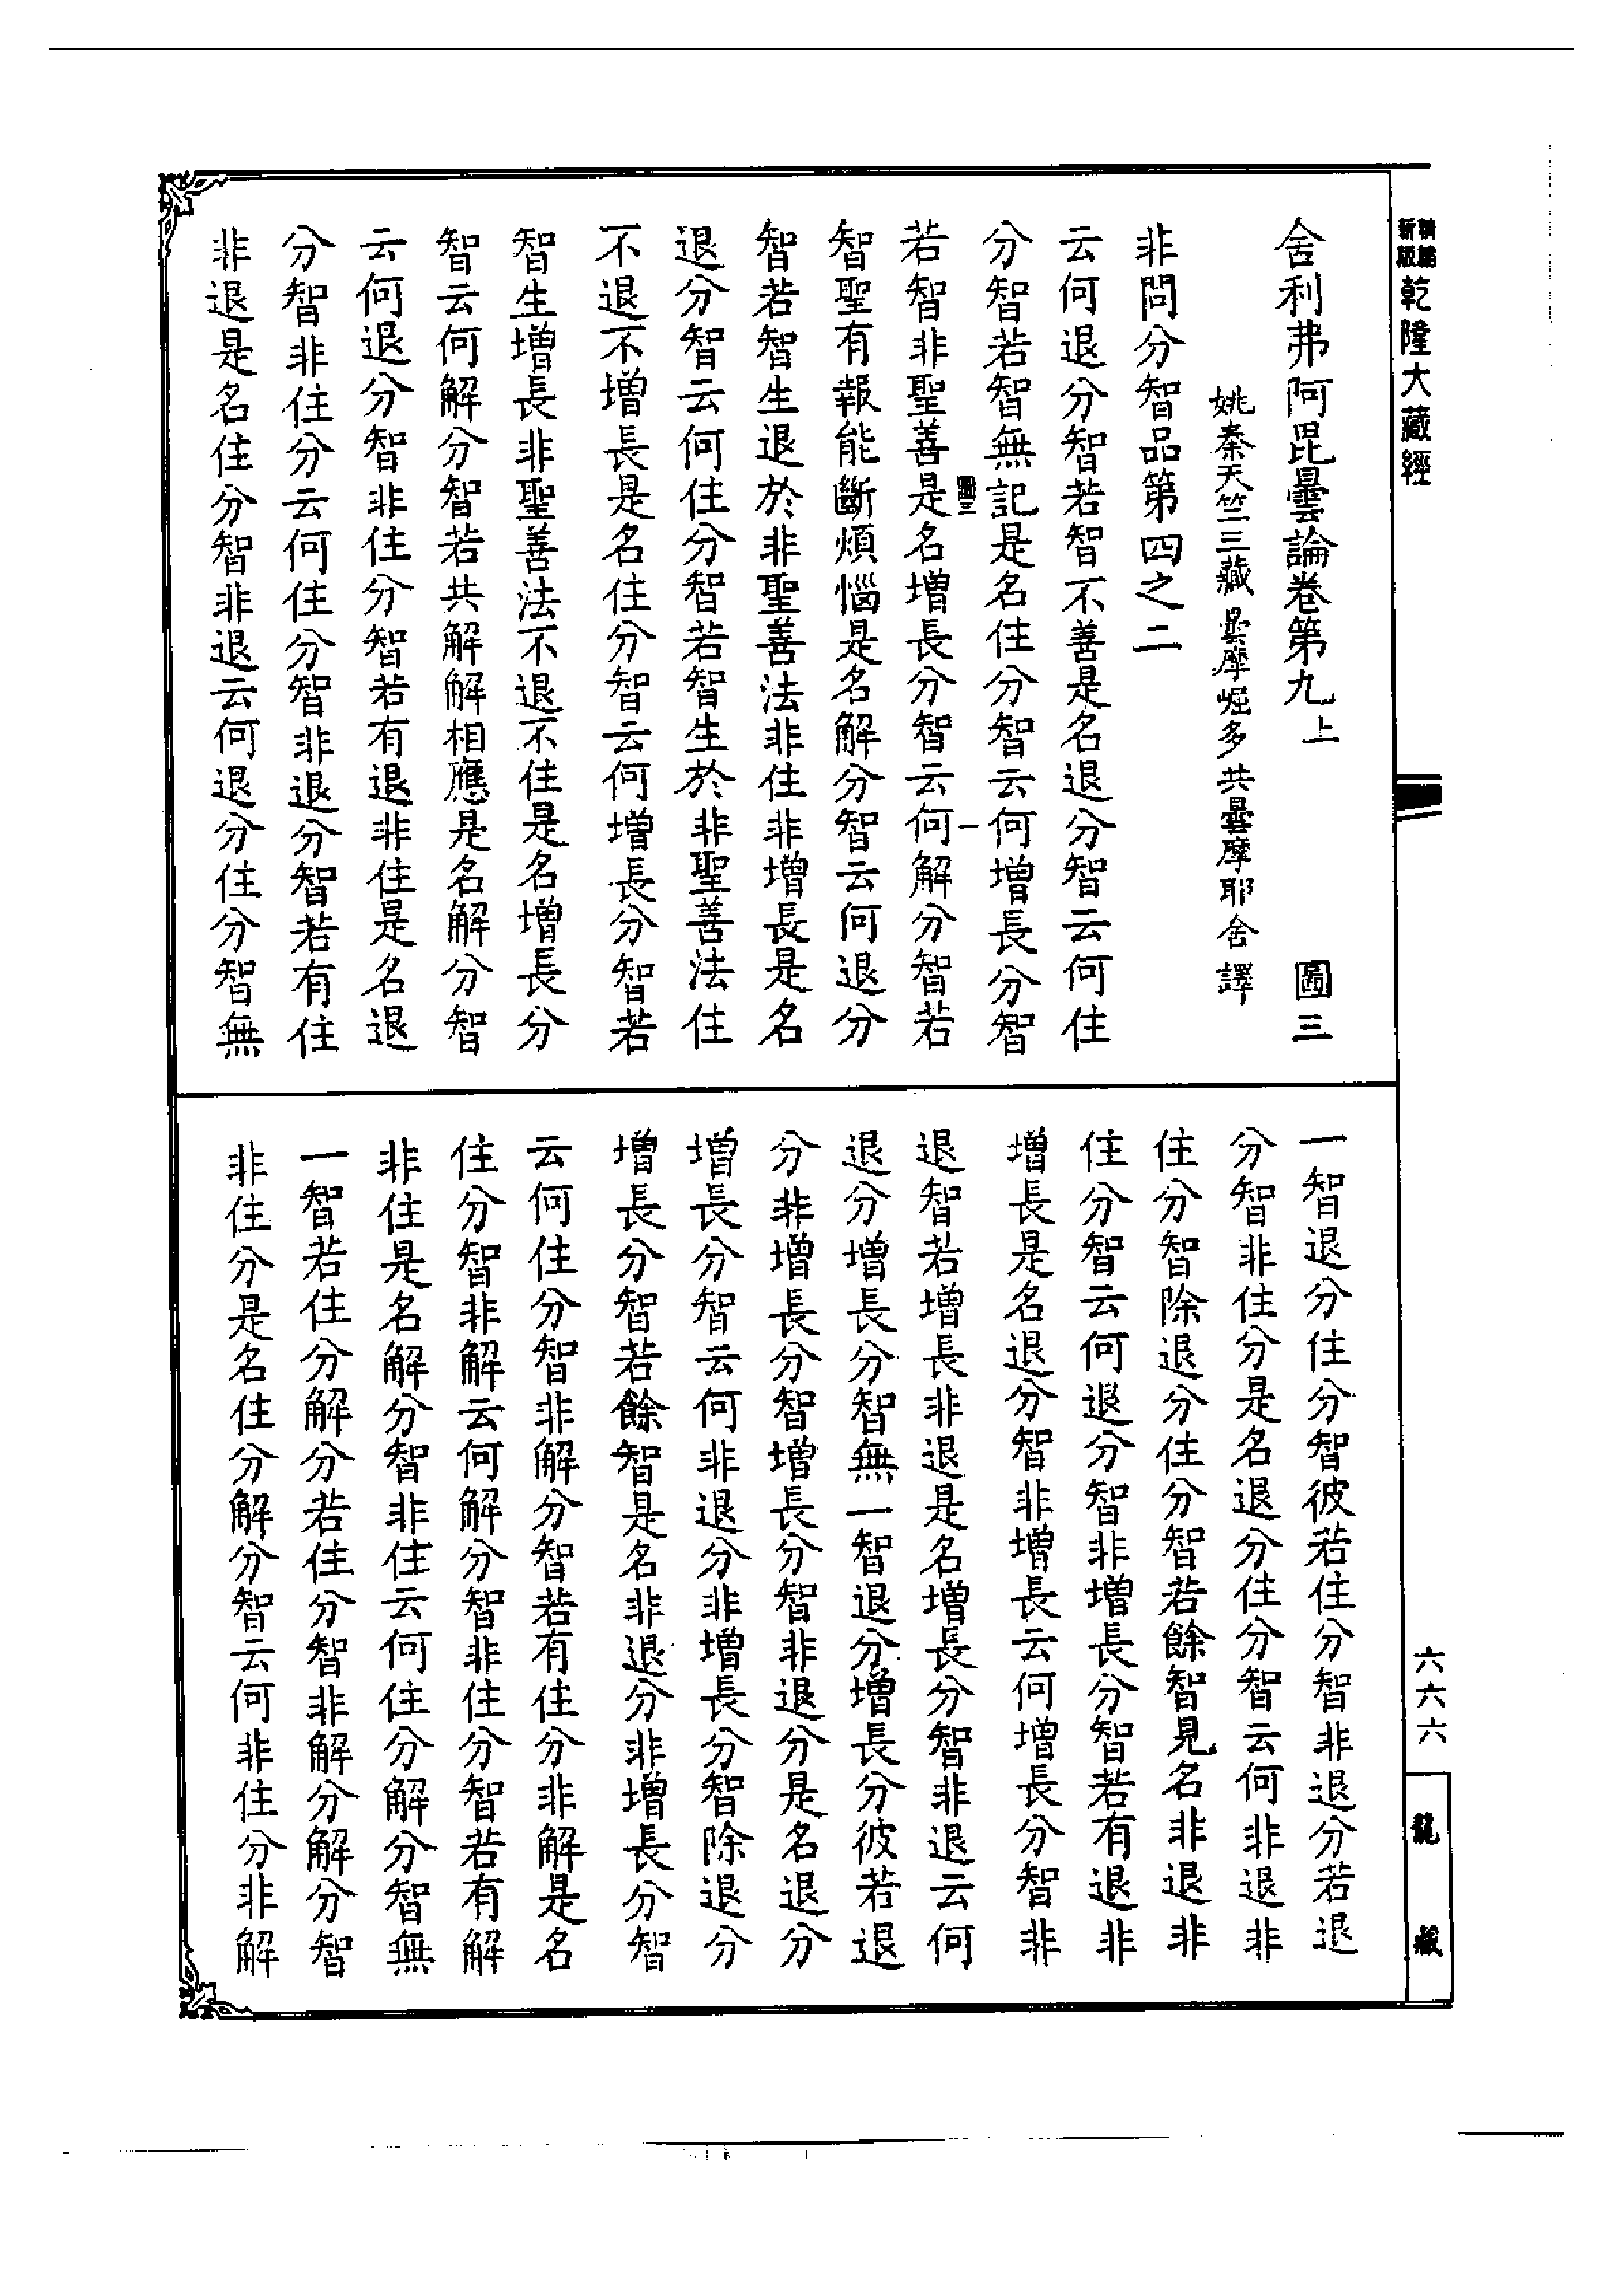 新編
新版
乾隆大藏經
舍利弗阿毘曇論卷第九上　圖三
姚秦天竺三藏曇摩崛多共曇摩耶舍譯
非問分智品第四之二
云何退分智若智不善是名退分智云何住
分智若智無記是名住分智云何增長分智
若智非聖善是名增長分智云何解分智若
智聖有報能斷煩惱是名解分智云何退分
智若智生退於非聖善法非住非增長是名
退分智云何住分智若智生於非聖善法住
不退不增長是名住分智云何增長分智若
智生增長非聖善法不退不住是名增長分
智云何解分智若共解解相應是名解分智
云何退分智非住分智若有退非住是名退
分智非住分云何住分智非退分智若有住
非退是名住分智非退云何退分住分智無
一智退分住分智彼若住分智非退分若退
分智非住分是名退分住分智云何非退非
住分智除退分住分智若餘智見名非退非
住分智云何退分智非增長分智若有退非
增長是名退分智非增長云何增長分智非
退智若增長非退是名增長分智非退云何
退分增長分智無一智退分增長分彼若退
分非增長分智增長分智非退分是名退分
增長分智云何非退分非增長分智除退分
增長分智若餘智是名非退分非增長分智
云何住分智非解分智若有住分非解是名
住分智非解云何解分智非住分智若有解
非住是名解分智非住云何住分解分智無
一智若住分解分若住分智非解分解分智
非住分是名住分解分智云何非住分非解
六六六
龍藏